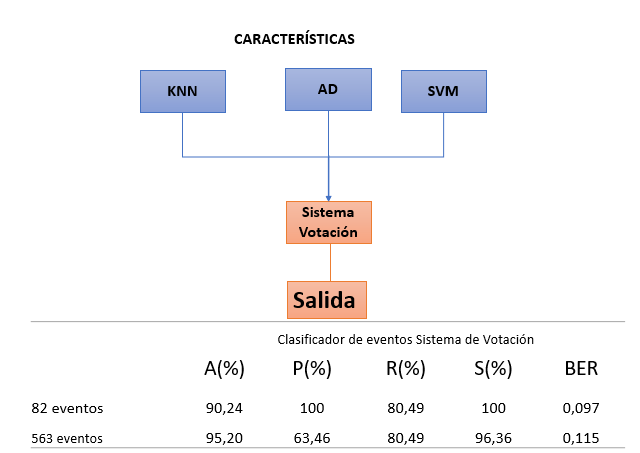 CARACTERÍSTICAS
KNN AD SVM
Sistema
Votación
Salida
Clasificador de eventos Sistema de Votación
A(%) P(%) R(%) S(%) BER
82 eventos 90,24 100 80,49 100 0,097
563 eventos 95,20 63,46 80,49 96,36 0,115